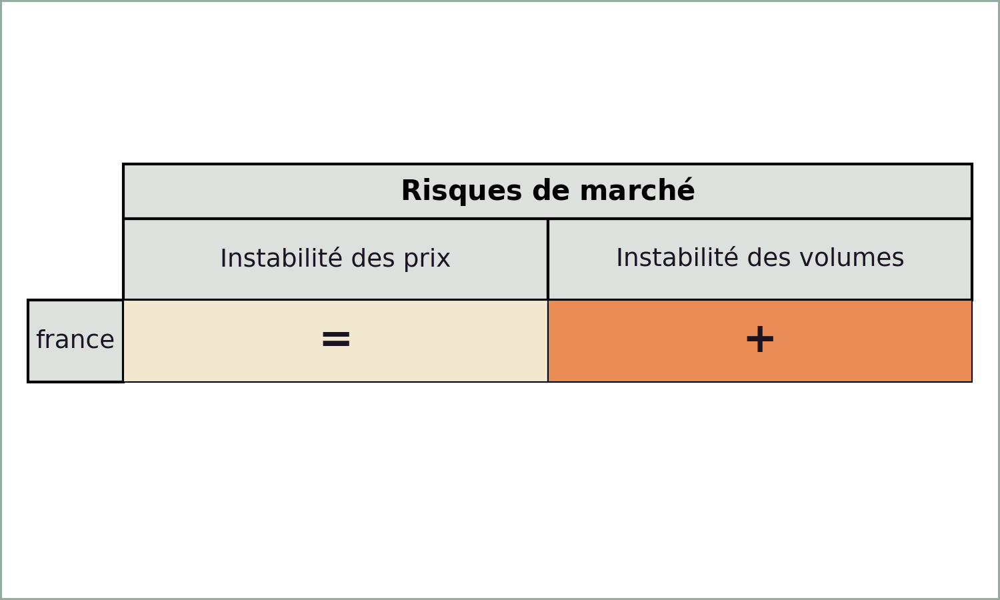 Risques de marché
Instabilité des prix
Instabilité des volumes
france
=
+